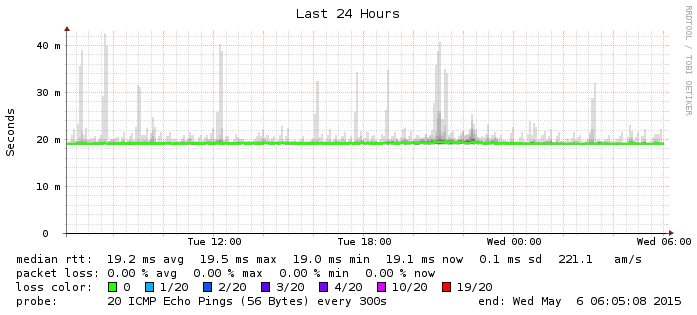 Last 24 Hours
RRDTOOL / TOBI OETIKER
Seconds
40 m
30 m
20 m
10 m
0
Tue 12:00 Tue 18:00 Wed 00:00 Wed 06:00
median rtt: 19.2 ms avg 19.5 ms max 19.0 ms min 19.1 ms now 0.1 ms sd 221.1 am/s
packet loss: 0.00 % avg 0.00 % max 0.00 % min 0.00 % now
loss color: 0 1/20 2/20 3/20 4/20 10/20 19/20
probe: 20 ICMP Echo Pings (56 Bytes) every 300s end: Wed May 6 06:05:08 2015